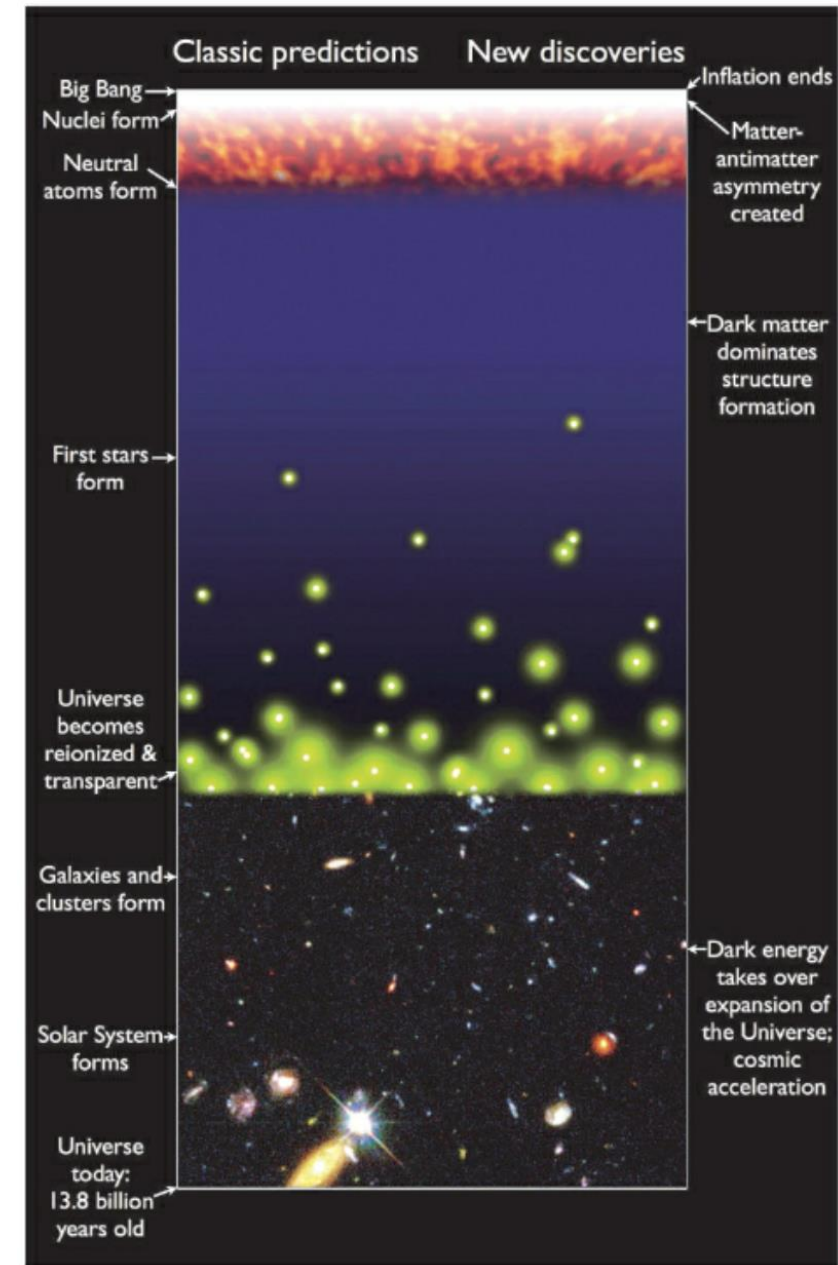 Classic predictions
New discoveries
Big Bang
Nuclei form
Neutral
atoms form
First stars
form
Universe
becomes
reionized &
transparent
Galaxies and
clusters form
Solar System
forms
Universe
today:
13.8 billion
years old
Inflation ends
Matter-
antimatter
asymmetry
created
Dark matter
dominates
structure
formation
Dark energy
takes over
expansion of
the Universe;
cosmic
acceleration